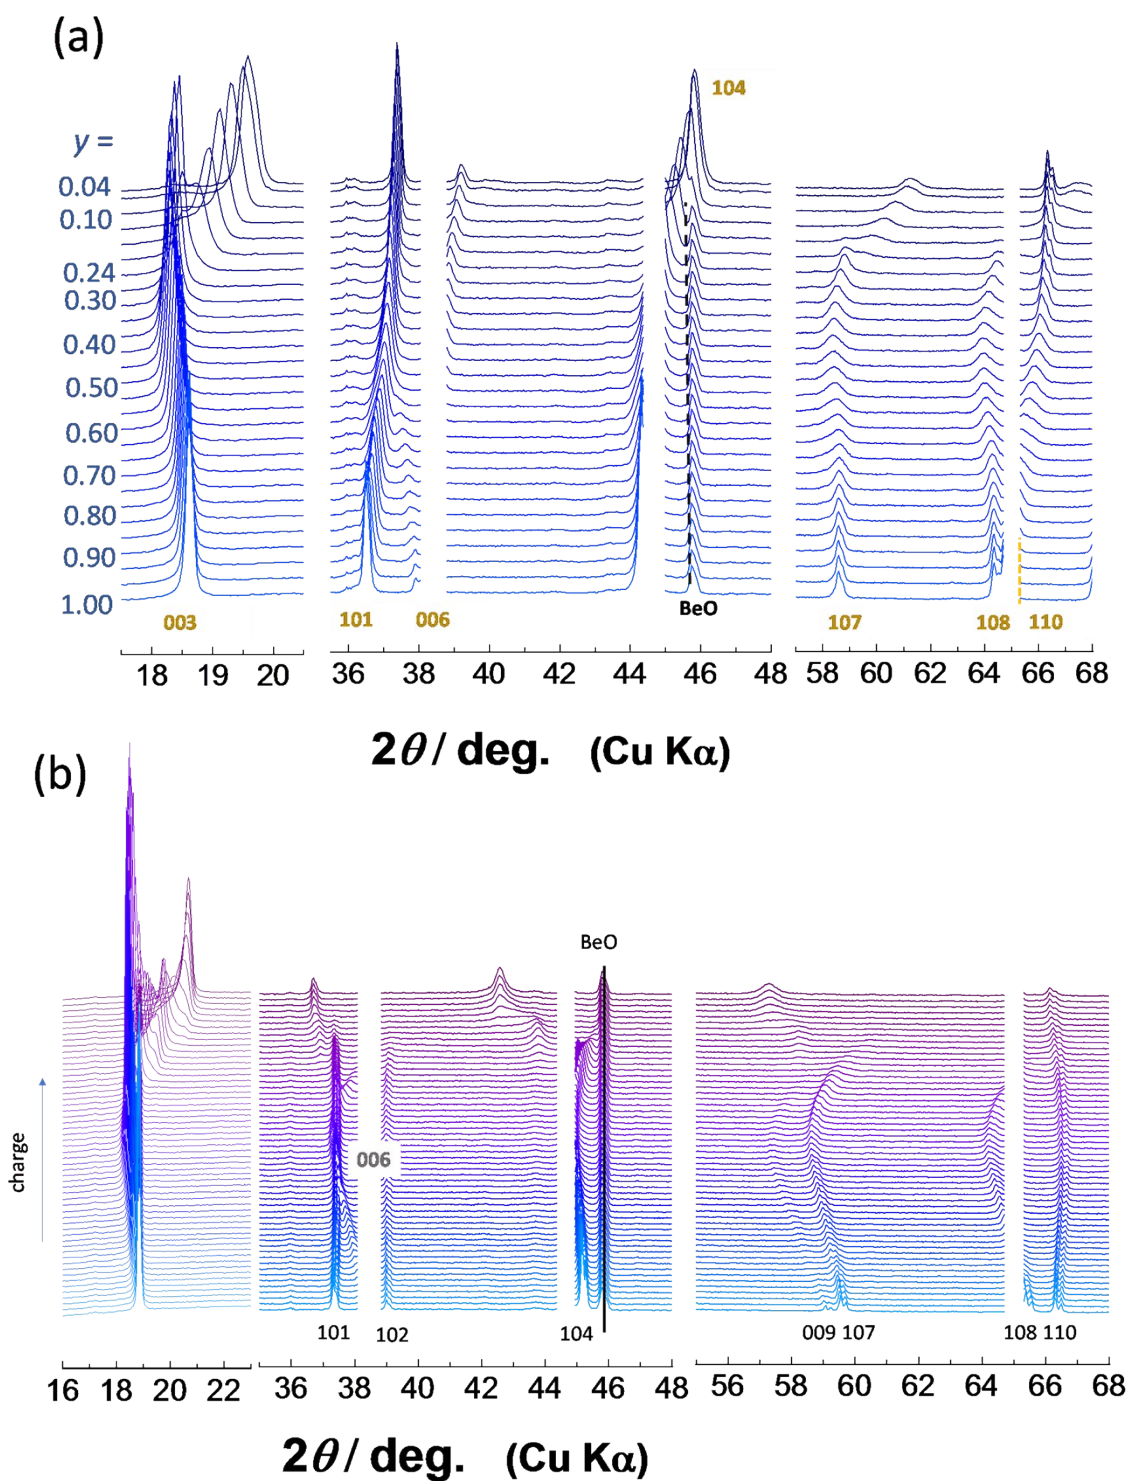 (a)
104
y =
0.04
0.10
0.24
0.30
0.40
0.50
0.60
0.70
0.80
0.90
1.00
003
101
006
BeO
107
108
110
18 19 20 36 38 40 42 44 46 48 58 60 62 64 66 68
2θ / deg. (Cu Kα)
(b)
BeO
006
charge
101
102
104
009 107
108 110
16 18 20 22 36 38 40 42 44 46 48 56 58 60 62 64 66 68
2θ / deg. (Cu Kα)